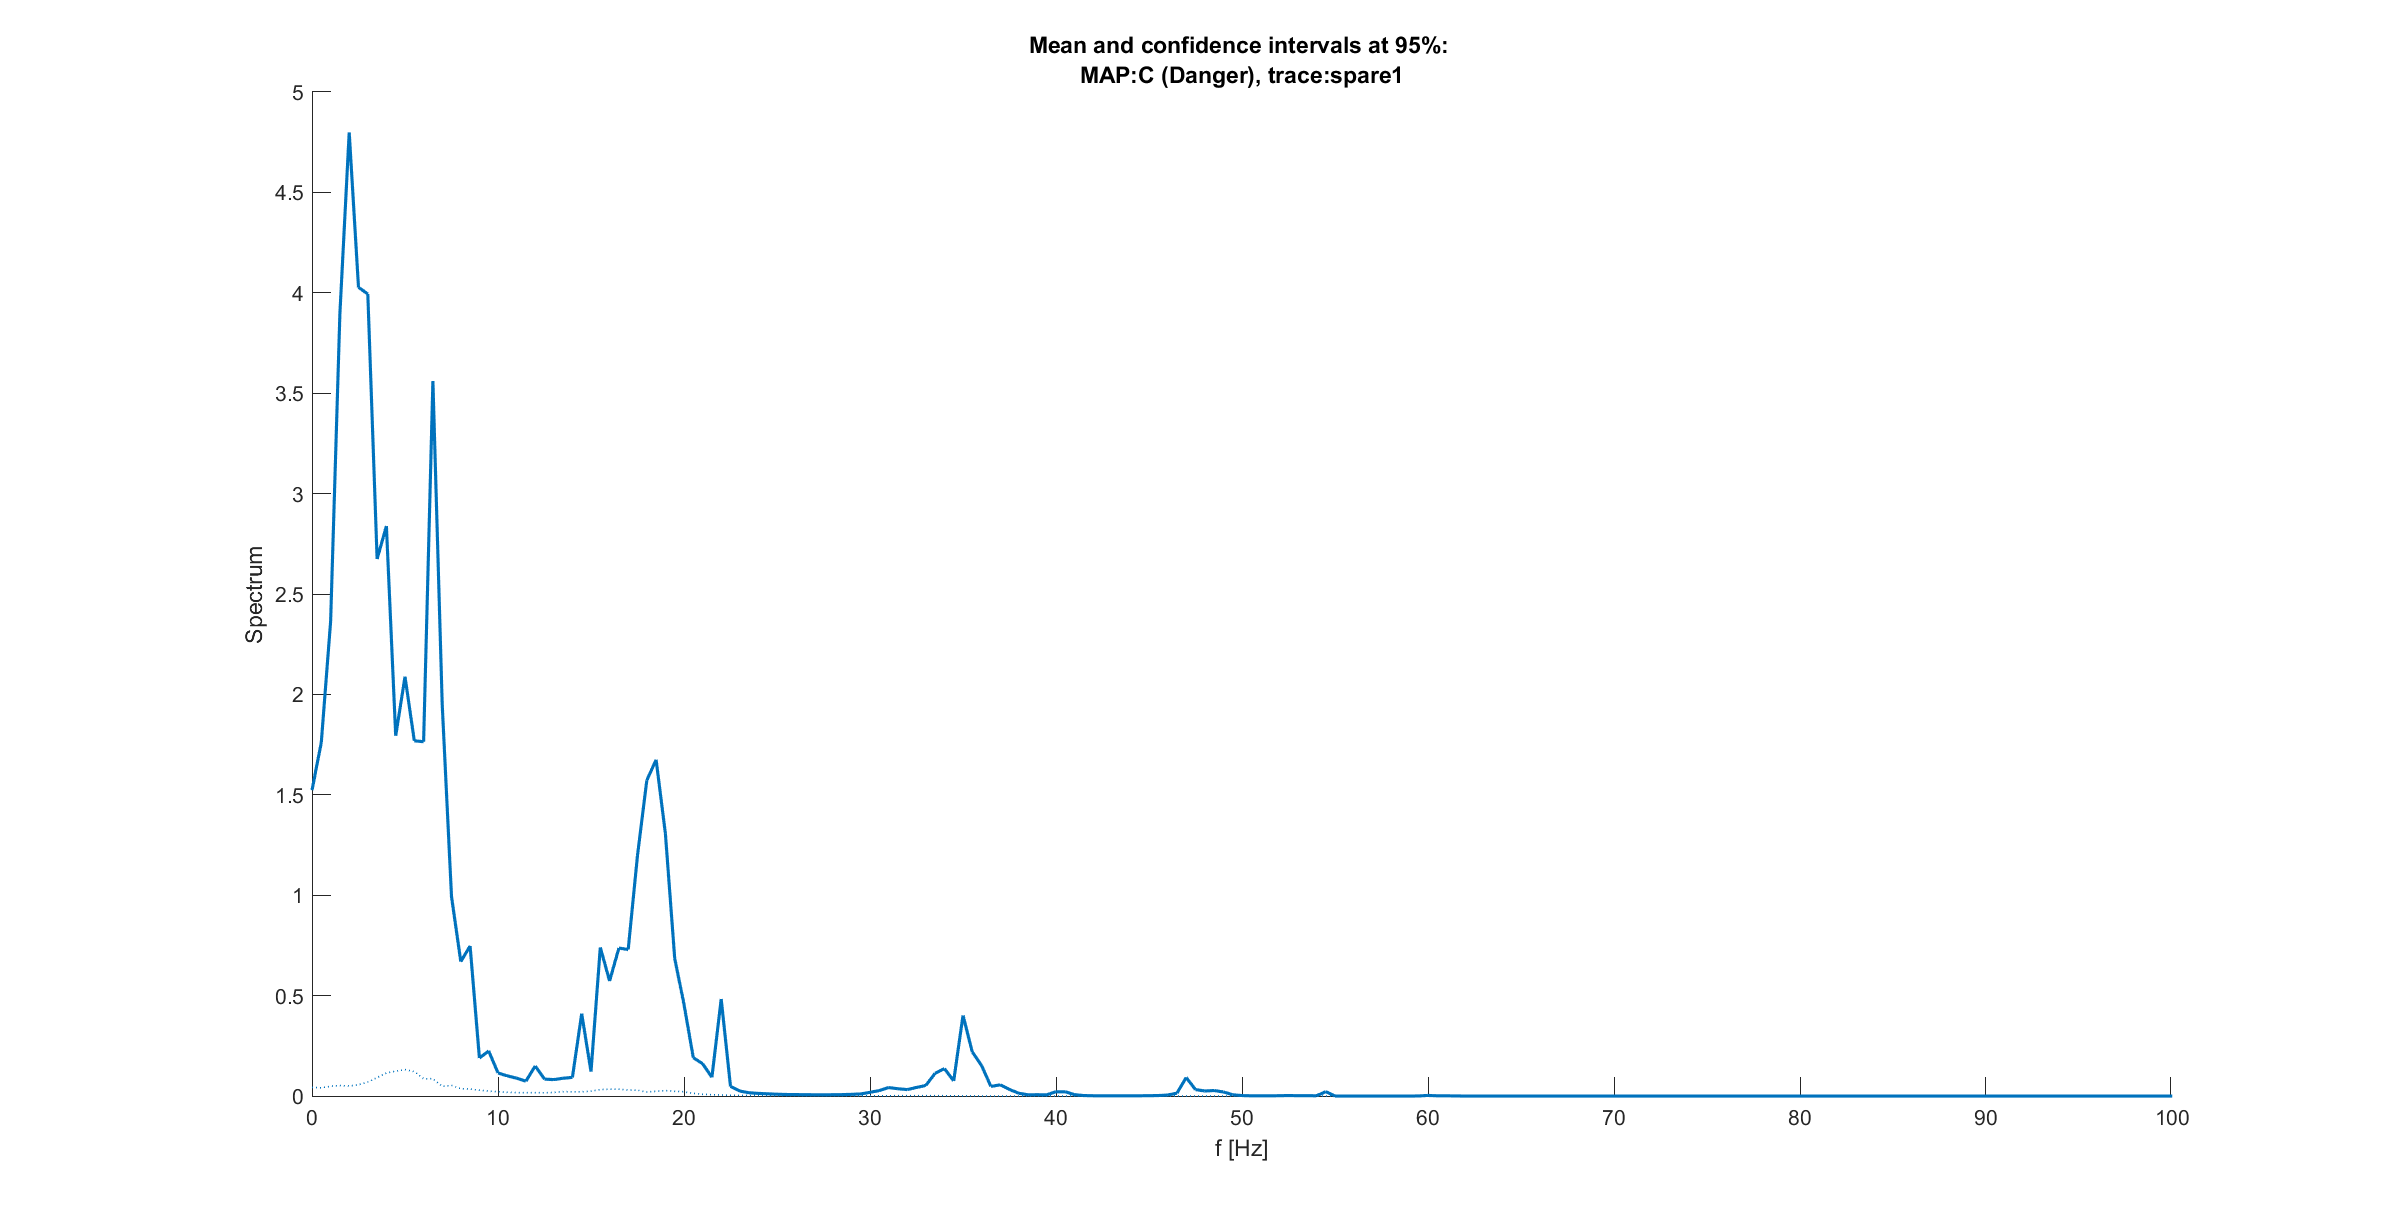 Mean and confidence intervals at 95%:
MAP:C (Danger), trace:spare1
5
4.5
4
3.5
3
2.5
2
1.5
1
0.5
0
Spectrum
0 10 20 30 40 50 60 70 80 90 100
f [Hz]